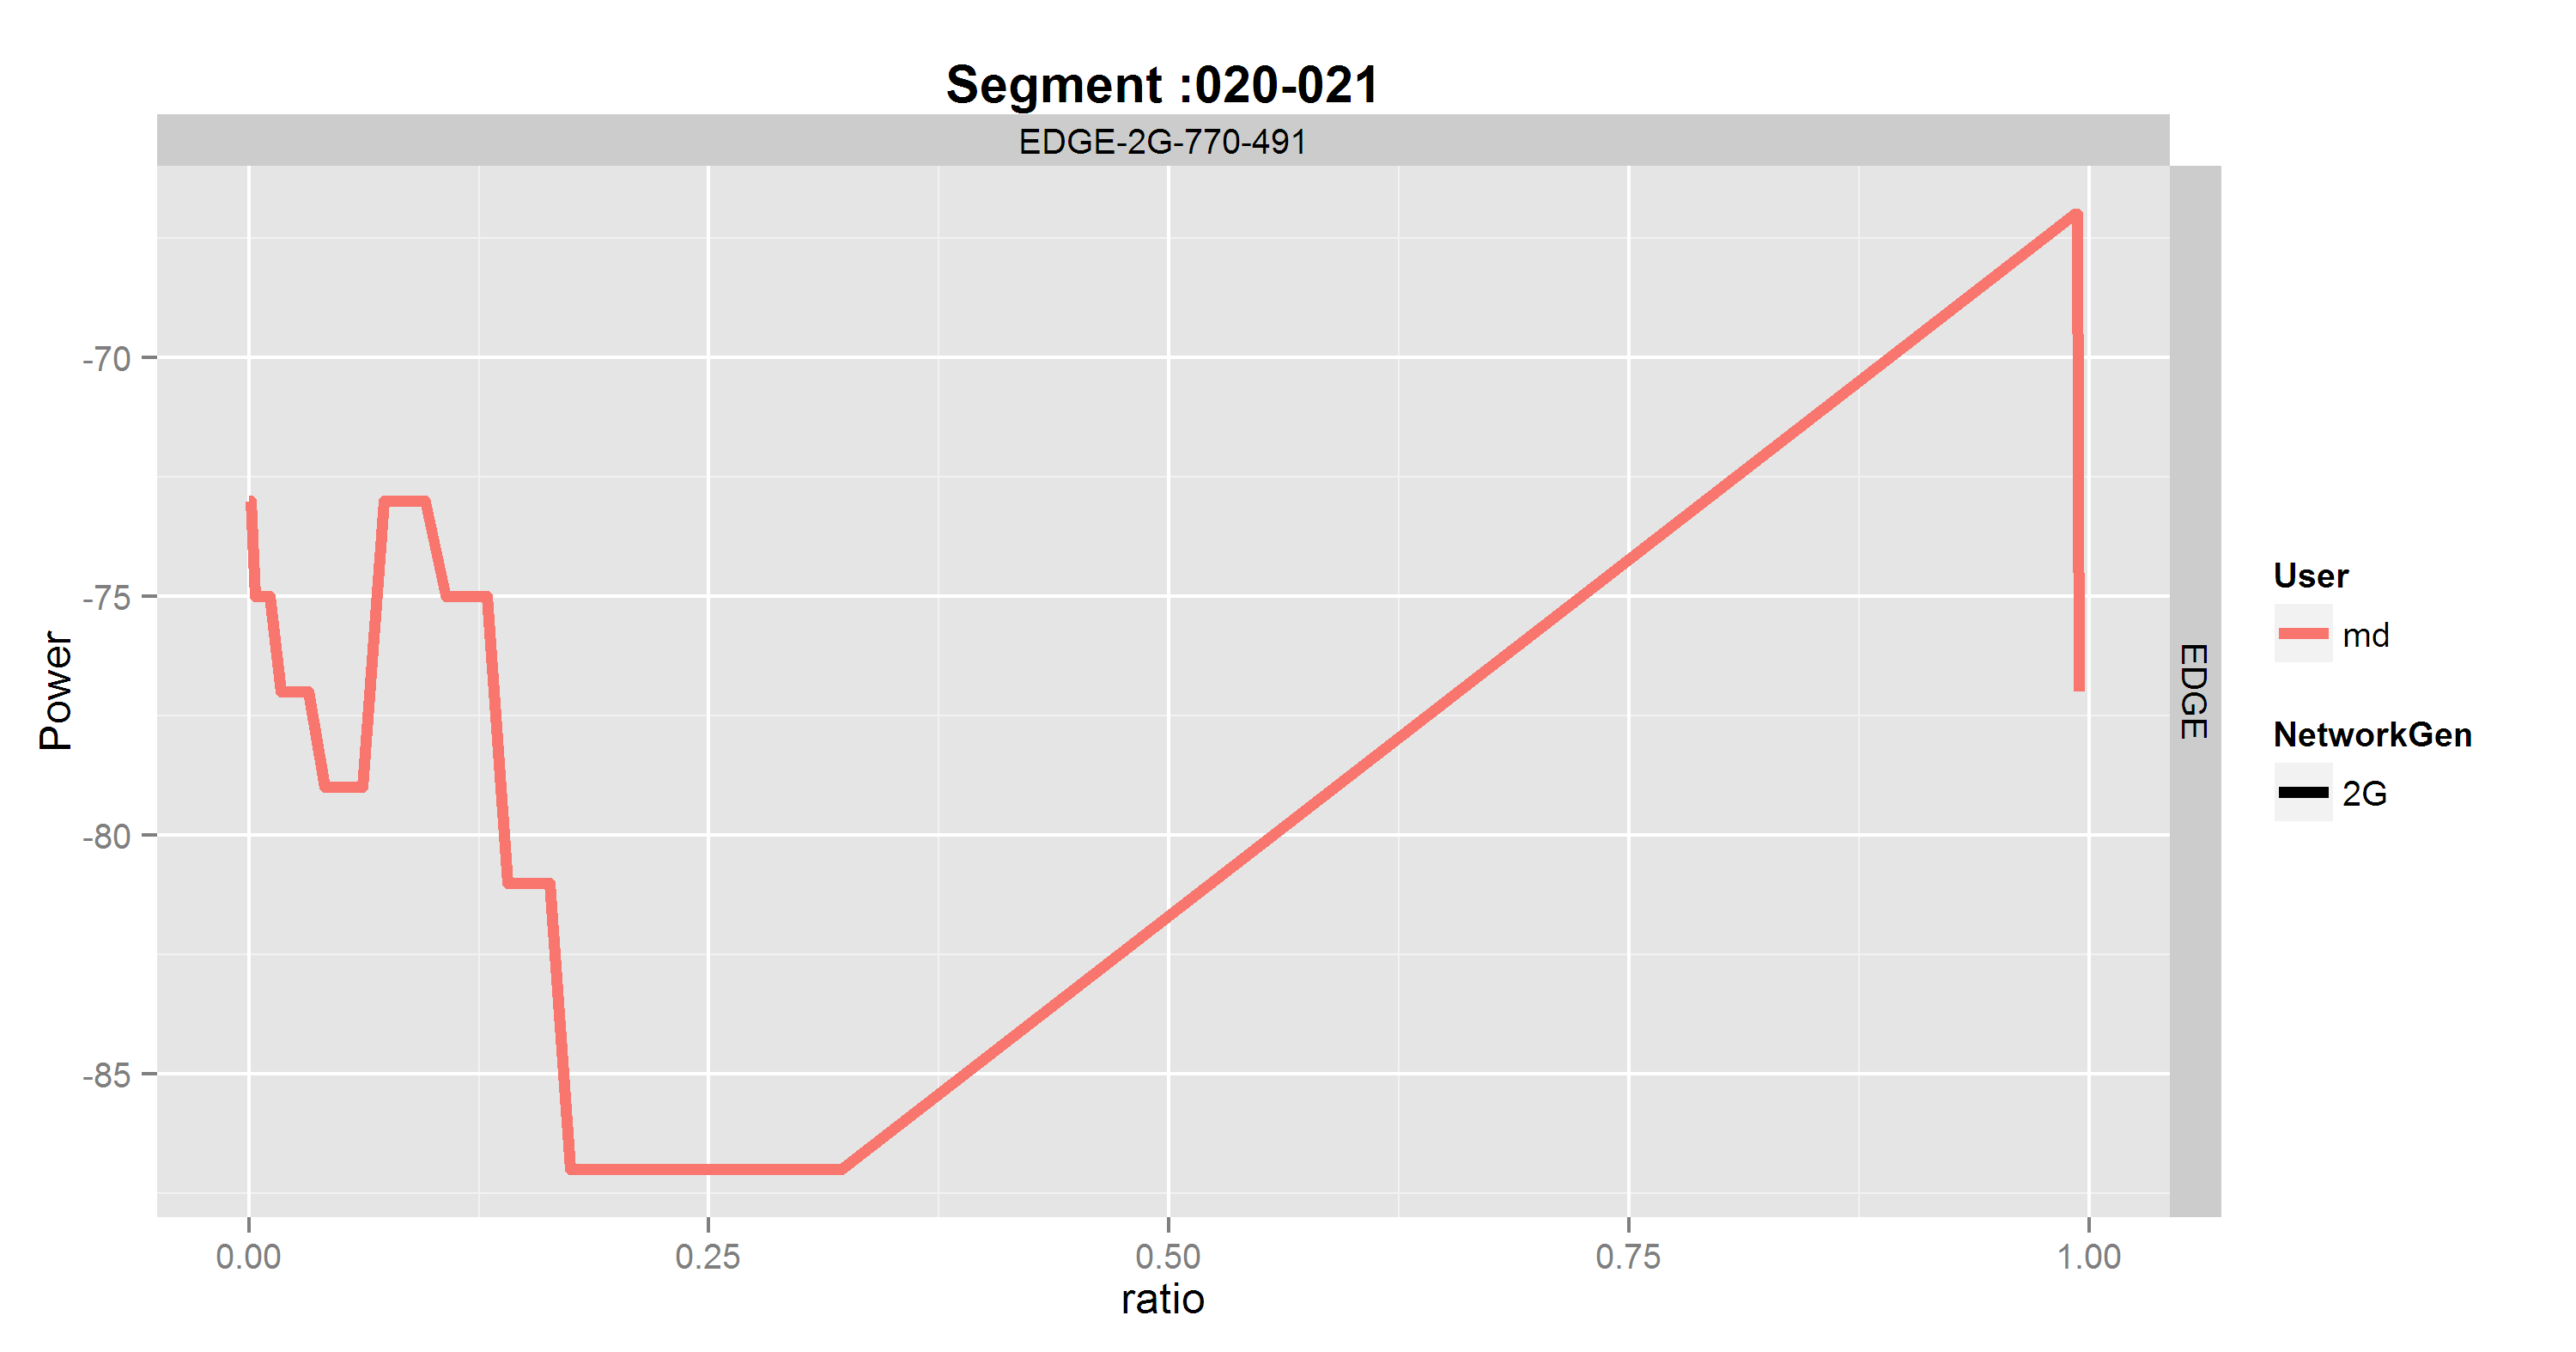 Segment :020-021
EDGE-2G-770-491
EDGE
Power
-70
-75
-80
-85
0.00 0.25 0.50 0.75 1.00
ratio
User
md
NetworkGen
2G